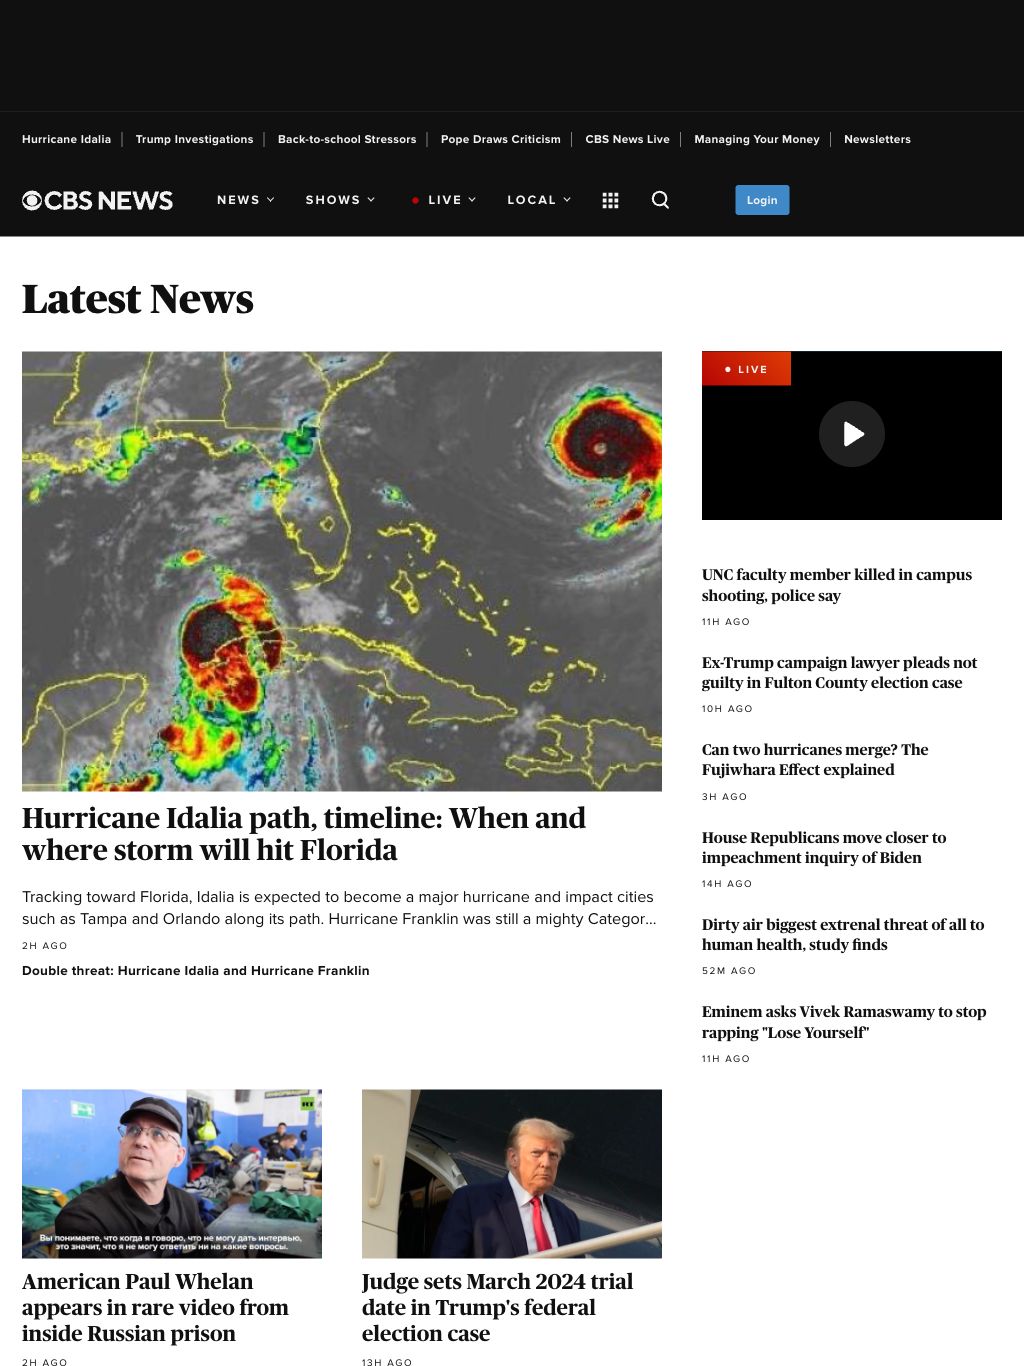 Hurricane Idalia
Trump Investigations
Back-to-school Stressors
Pope Draws Criticism
CBS News Live
Managing Your Money
Newsletters
CBS NEWS
NEWS
SHOWS
LIVE
LOCAL
Login
Latest News
Hurricane Idalia path, timeline: When and
where storm will hit Florida
Tracking toward Florida, Idalia is expected to become a major hurricane and impact cities
such as Tampa and Orlando along its path. Hurricane Franklin was still a mighty Categor...
2H AGO
Double threat: Hurricane Idalia and Hurricane Franklin
LIVE
UNC faculty member killed in campus
shooting, police say
11H AGO
Ex-Trump campaign lawyer pleads not
guilty in Fulton County election case
10H AGO
Can two hurricanes merge? The
Fujiwhara Effect explained
3H AGO
House Republicans move closer to
impeachment inquiry of Biden
14H AGO
Dirty air biggest extrenal threat of all to
human health, study finds
52M AGO
Eminem asks Vivek Ramaswamy to stop
rapping "Lose Yourself"
11H AGO
RT
Вы понимаете, что когда я говорю, что не могу дать интервью,
это значит, что я не могу ответить ни на какие вопросы.
American Paul Whelan
appears in rare video from
inside Russian prison
2H AGO
Judge sets March 2024 trial
date in Trump's federal
election case
13H AGO